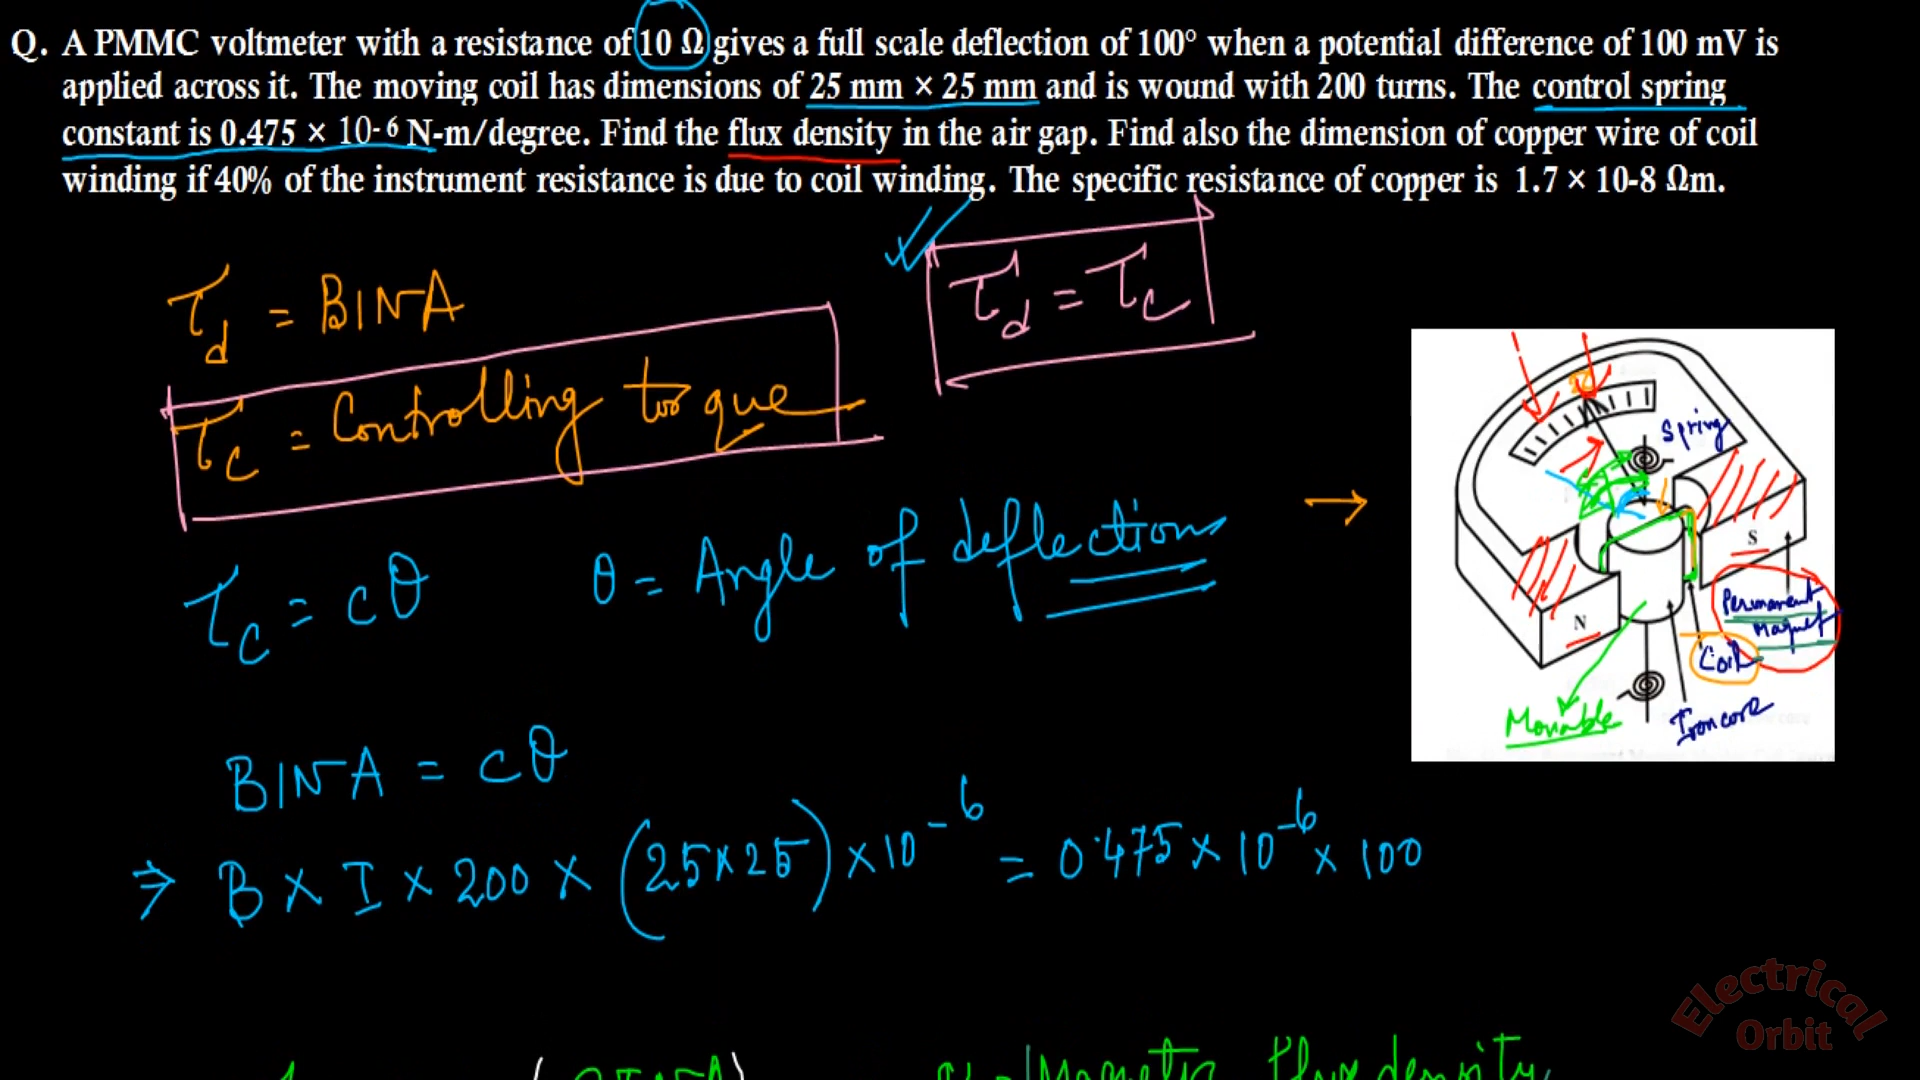 Q. A PMMC voltmeter with a resistance of 10 Ω gives a full scale deflection of 100° when a potential difference of 100 mV is
applied across it. The moving coil has dimensions of 25 mm × 25 mm and is wound with 200 turns. The control spring
constant is 0.475 × 10-6 N-m/degree. Find the flux density in the air gap. Find also the dimension of copper wire of coil
winding if 40% of the instrument resistance is due to coil winding. The specific resistance of copper is 1.7 × 10-8 Ωm.
τd = BINA
τd = τc
τc = Controlling torque
τc = cθ θ = Angle of deflection
BINA = cθ
⇒ B × I × 200 × (25×25) × 10^-6 = 0.475 × 10^-6 × 100
Spring
S
N
Permanent
Magnet
Coil
Movable
Iron core
Magnetic flux density
Electrical
Orbit